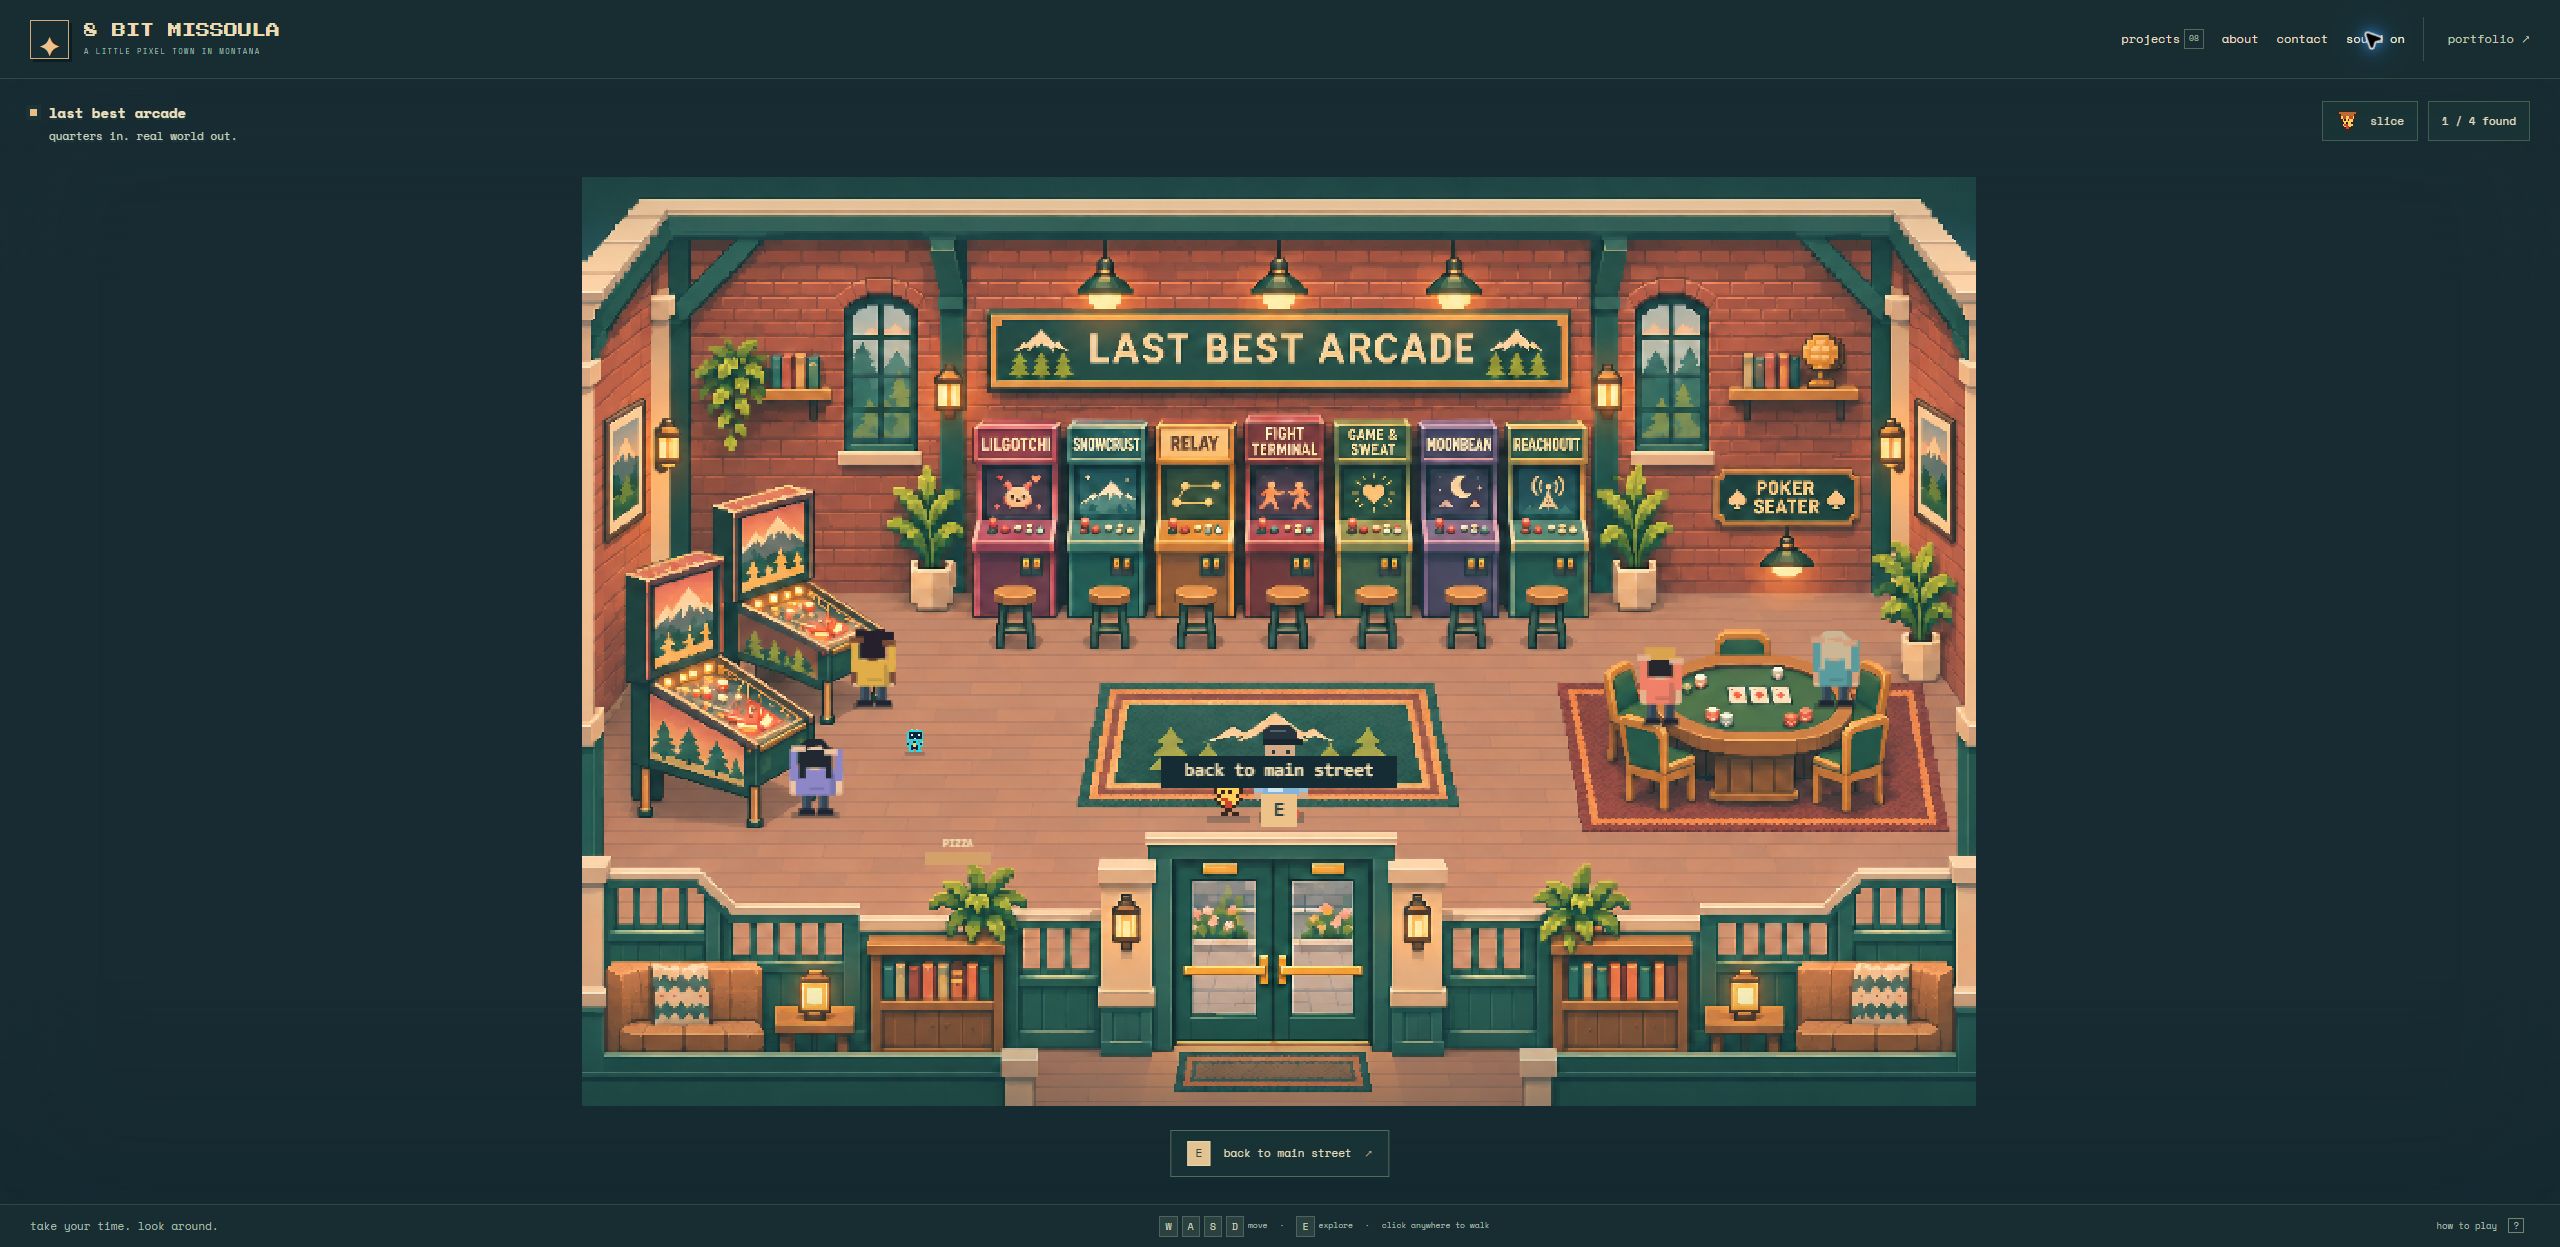 & BIT MISSOULA
A LITTLE PIXEL TOWN IN MONTANA
projects 08 about contact sound on portfolio ↗
last best arcade
quarters in. real world out.
slice
1 / 4 found
LAST BEST ARCADE
LILGOTCHI
SNOWCRUST
RELAY
FIGHT
TERMINAL
GAME &
SWEAT
MOONBEAN
REACHOUTT
POKER
SEATER
back to main street
E
PIZZA
E back to main street ↗
take your time. look around.
W A S D move · E explore · click anywhere to walk
how to play ?